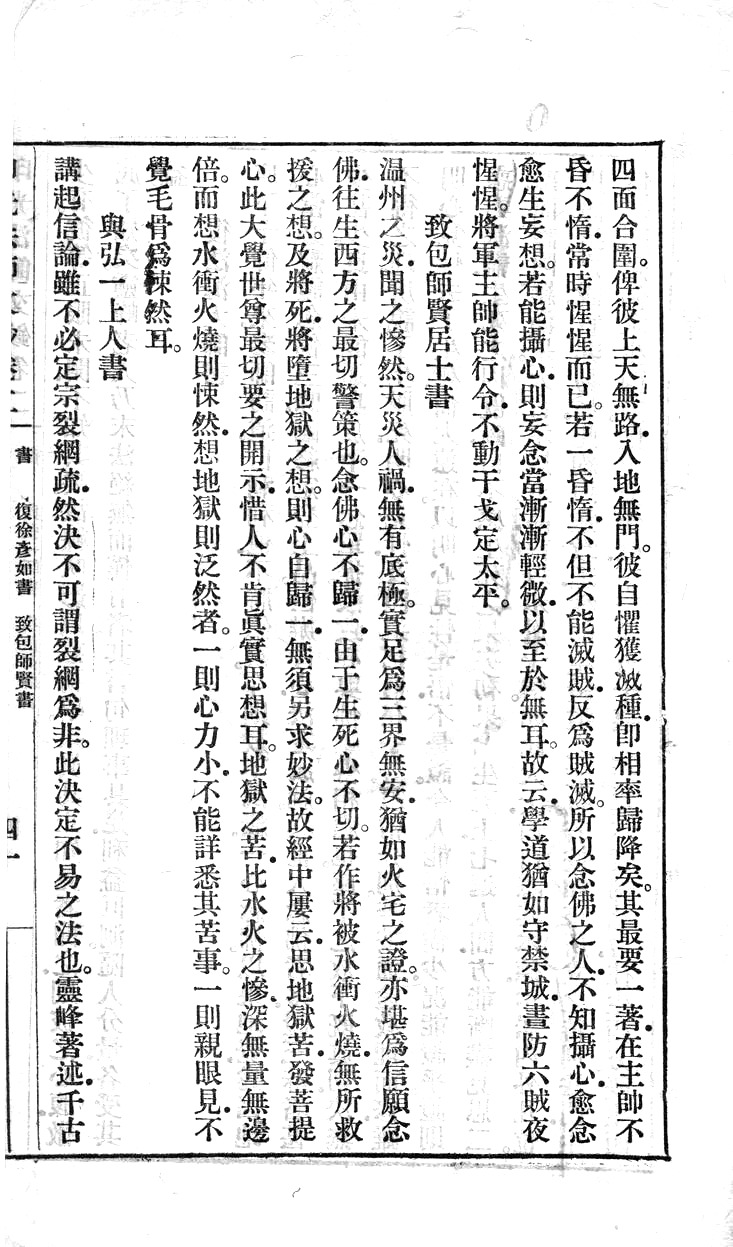 四面合圍。俾彼上天無路。入地無門。彼自懼獲滅種。卽相率歸降矣。其最要一著。在主帥不
昏不惰。常時惺惺而已。若一昏惰。不但不能滅賊。反爲賊滅。所以念佛之人。不知攝心。愈念
愈生妄想。若能攝心。則妄念當漸漸輕微。以至於無耳。故云。學道猶如守禁城。晝防六賊夜
惺惺。將軍主帥能行令。不動干戈定太平。
致包師賢居士書
温州之災。聞之慘然。天災人禍。無有底極。實足爲三界無安。猶如火宅之證。亦堪爲信願念
佛。往生西方之最切警策也。念佛心不歸一。由于生死心不切。若作將被水衝火燒。無所救
援之想。及將死。將墮地獄之想。則心自歸一。無須另求妙法。故經中屢云。思地獄苦。發菩提
心。此大覺世尊最切要之開示。惜人不肯眞實思想耳。地獄之苦。比水火之慘。深無量無邊
倍。而想水衝火燒則悚然。想地獄則泛然者。一則心力小。不能詳悉其苦事。一則親眼見。不
覺毛骨爲悚然耳。
與弘一上人書
講起信論。雖不必定宗裂網疏。然決不可謂裂網爲非。此決定不易之法也。靈峰著述。千古
書 復徐彥如書 致包師賢書
四一